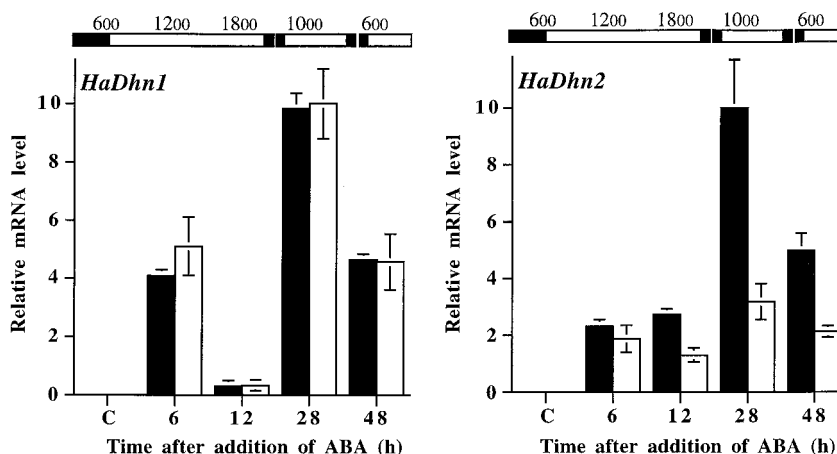 600 1200 1800 1000 600
HaDhn1
Relative mRNA level
10
8
6
4
2
0
C 6 12 28 48
Time after addition of ABA (h)
600 1200 1800 1000 600
HaDhn2
Relative mRNA level
10
8
6
4
2
0
C 6 12 28 48
Time after addition of ABA (h)